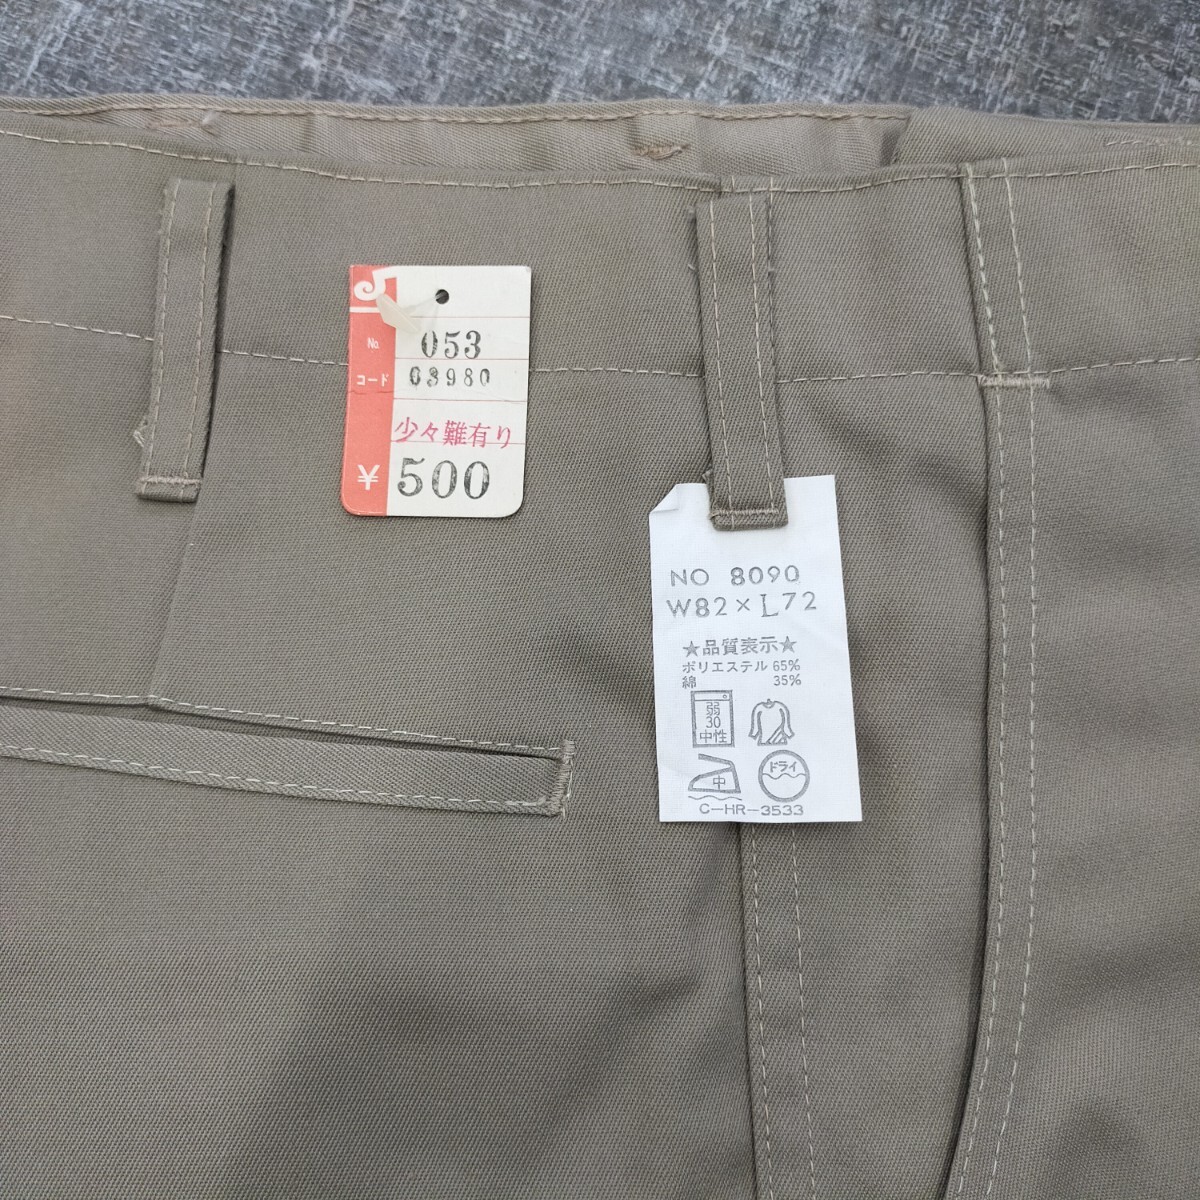 No. 053
コード 63980
少々難有り
¥ 500
NO 8090
W82×L72
★品質表示★
ポリエステル 65%
綿 35%
弱
30
中性
中
ドライ
C-HR-3533